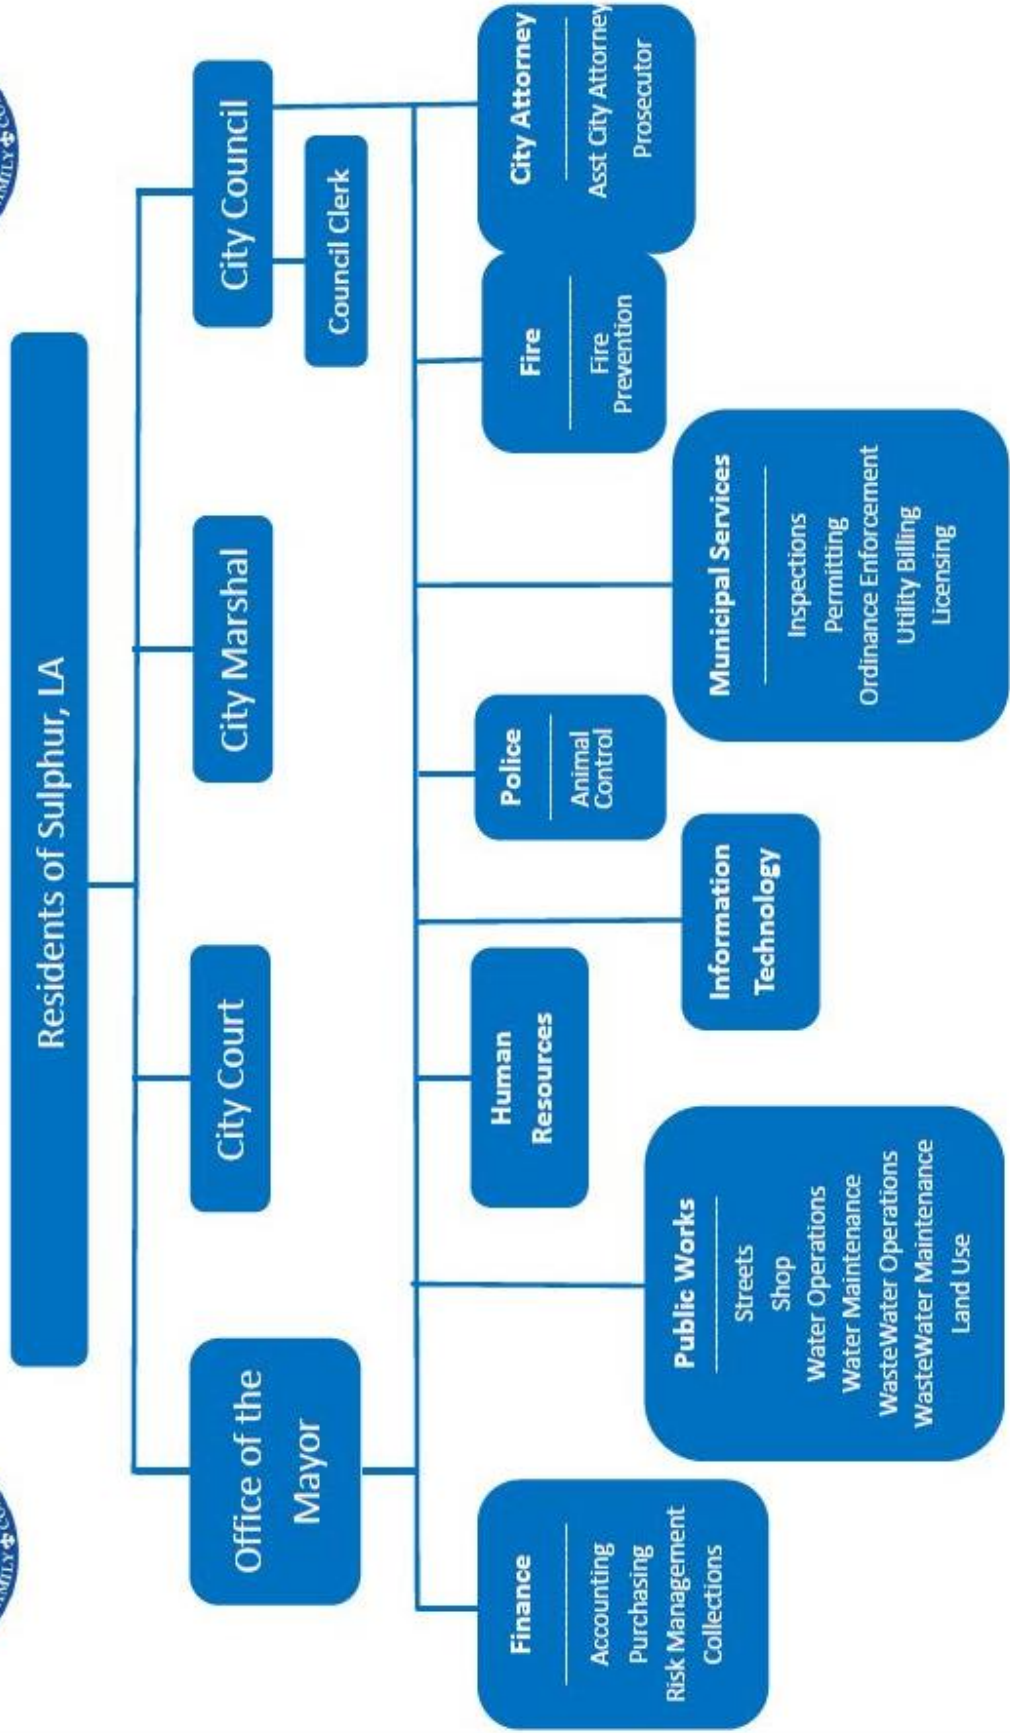 Residents of Sulphur, LA
Office of the
Mayor
City Court
City Marshal
City Council
Council Clerk
Finance
Accounting
Purchasing
Risk Management
Collections
Public Works
Streets
Shop
Water Operations
Water Maintenance
WasteWater Operations
WasteWater Maintenance
Land Use
Human
Resources
Information
Technology
Police
Animal
Control
Municipal Services
Inspections
Permitting
Ordinance Enforcement
Utility Billing
Licensing
Fire
Fire
Prevention
City Attorney
Asst City Attorney
Prosecutor